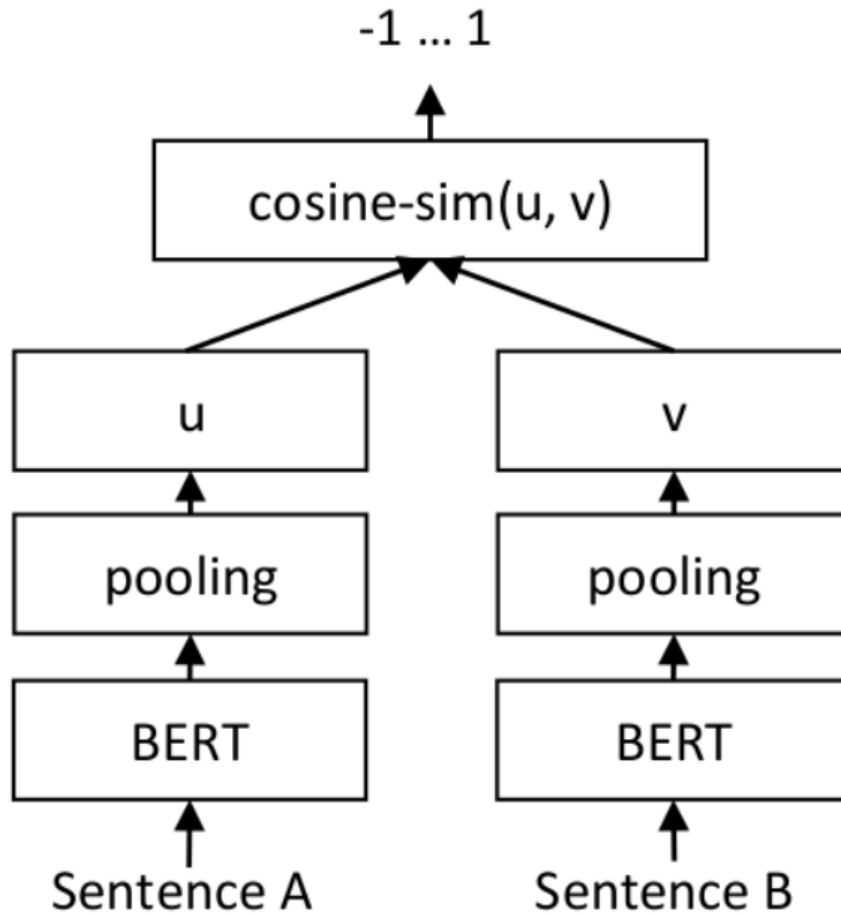 -1 ... 1
cosine-sim(u, v)
u
v
pooling
pooling
BERT
BERT
Sentence A
Sentence B